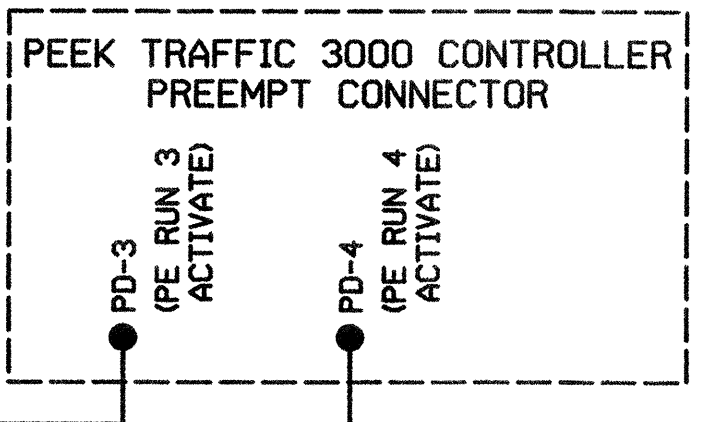 PEEK TRAFFIC 3000 CONTROLLER
PREEMPT CONNECTOR
PD-3
(PE RUN 3
ACTIVATE)
PD-4
(PE RUN 4
ACTIVATE)